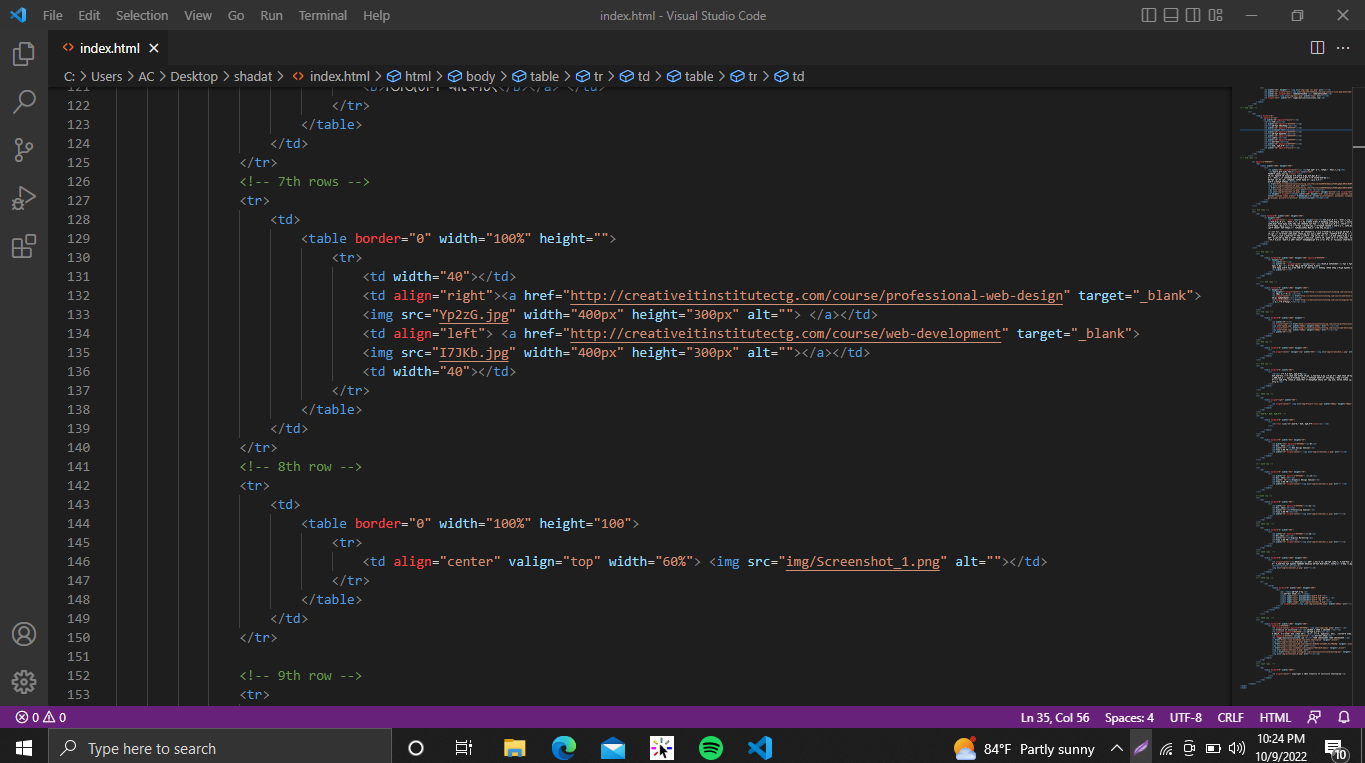 File Edit Selection View Go Run Terminal Help
index.html - Visual Studio Code
index.html
C: > Users > AC > Desktop > shadat > index.html > html > body > table > tr > td > table > tr > td
121
122 </tr>
123 </table>
124 </td>
125 </tr>
126 <!-- 7th rows -->
127 <tr>
128 <td>
129 <table border="0" width="100%" height="">
130 <tr>
131 <td width="40"></td>
132 <td align="right"><a href="http://creativeitinstitutectg.com/course/professional-web-design" target="_blank">
133 <img src="Yp2zG.jpg" width="400px" height="300px" alt=""> </a></td>
134 <td align="left"> <a href="http://creativeitinstitutectg.com/course/web-development" target="_blank">
135 <img src="I7JKb.jpg" width="400px" height="300px" alt=""></a></td>
136 <td width="40"></td>
137 </tr>
138 </table>
139 </td>
140 </tr>
141 <!-- 8th row -->
142 <tr>
143 <td>
144 <table border="0" width="100%" height="100">
145 <tr>
146 <td align="center" valign="top" width="60%"> <img src="img/Screenshot_1.png" alt=""></td>
147 </tr>
148 </table>
149 </td>
150 </tr>
151
152 <!-- 9th row -->
153 <tr>
0 0 Ln 35, Col 56 Spaces: 4 UTF-8 CRLF HTML
Type here to search
84°F Partly sunny
10:24 PM
10/9/2022
10